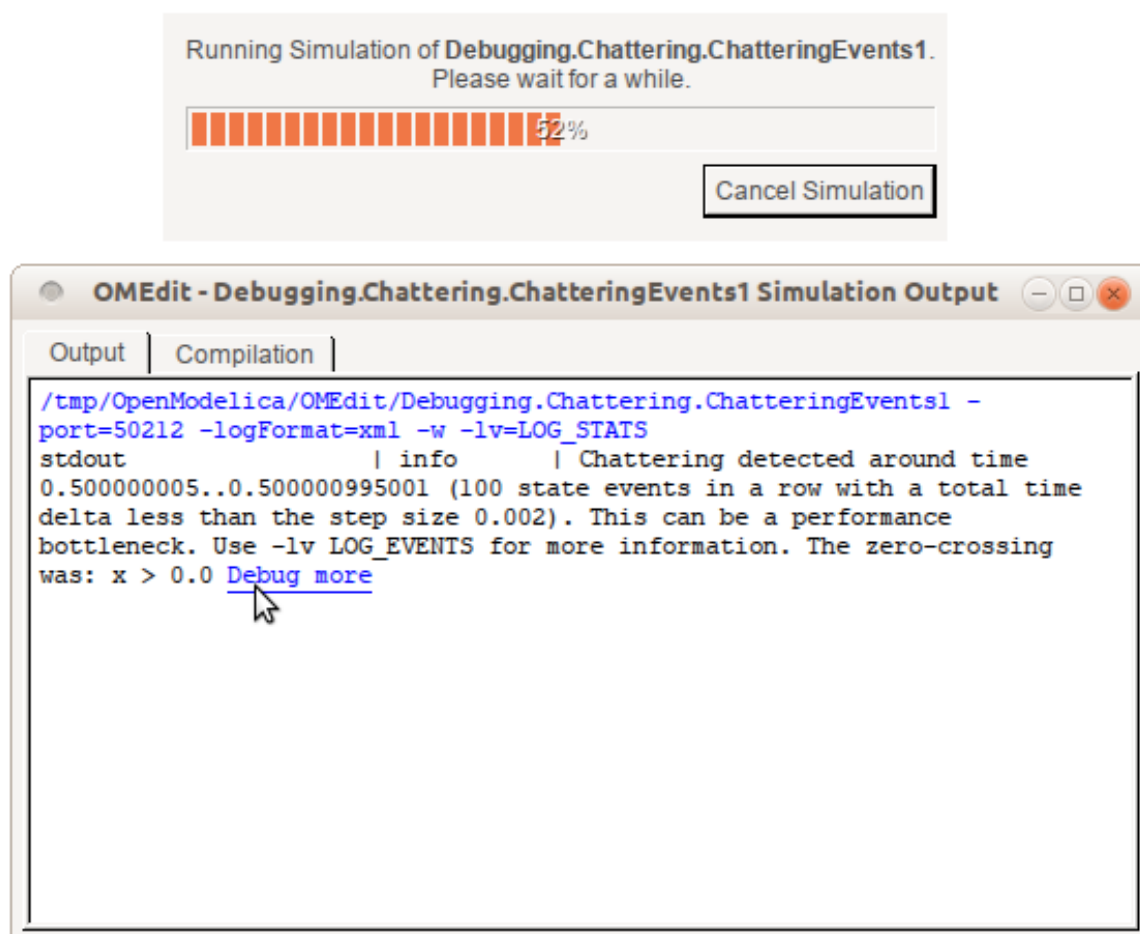 Running Simulation of Debugging.Chattering.ChatteringEvents1.
Please wait for a while.
52%
Cancel Simulation
OMEdit - Debugging.Chattering.ChatteringEvents1 Simulation Output
Output
Compilation
/tmp/OpenModelica/OMEdit/Debugging.Chattering.ChatteringEvents1 -
port=50212 -logFormat=xml -w -lv=LOG_STATS
stdout | info | Chattering detected around time
0.500000005..0.500000995001 (100 state events in a row with a total time
delta less than the step size 0.002). This can be a performance
bottleneck. Use -lv LOG_EVENTS for more information. The zero-crossing
was: x > 0.0 Debug more